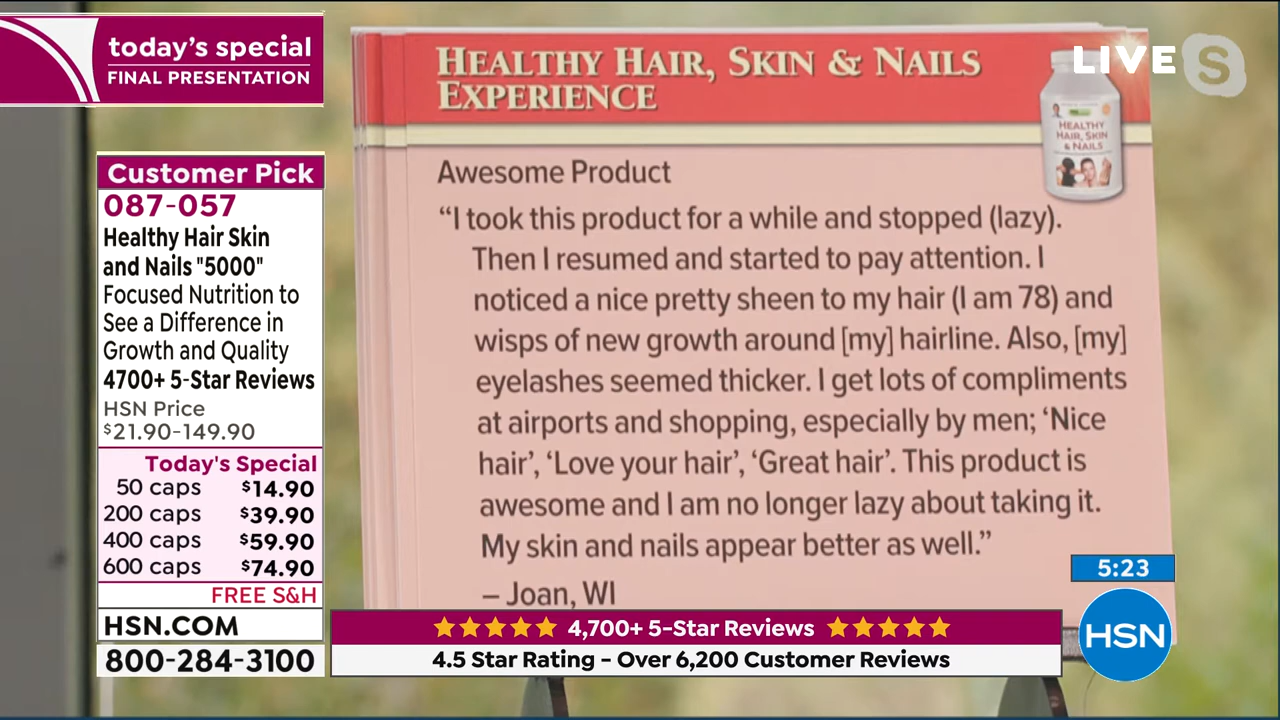 today's special
FINAL PRESENTATION
Customer Pick
087-057
Healthy Hair Skin
and Nails "5000"
Focused Nutrition to
See a Difference in
Growth and Quality
4700+ 5-Star Reviews
HSN Price
$21.90-149.90
Today's Special
50 caps $14.90
200 caps $39.90
400 caps $59.90
600 caps $74.90
FREE S&H
HSN.COM
800-284-3100
HEALTHY HAIR, SKIN & NAILS
EXPERIENCE
LIVE S
HEALTHY
HAIR, SKIN
& NAILS
Awesome Product
“I took this product for a while and stopped (lazy).
Then I resumed and started to pay attention. I
noticed a nice pretty sheen to my hair (I am 78) and
wisps of new growth around [my] hairline. Also, [my]
eyelashes seemed thicker. I get lots of compliments
at airports and shopping, especially by men; ‘Nice
hair’, ‘Love your hair’, ‘Great hair’. This product is
awesome and I am no longer lazy about taking it.
My skin and nails appear better as well.”
– Joan, WI
5:23
HSN
4,700+ 5-Star Reviews
4.5 Star Rating – Over 6,200 Customer Reviews